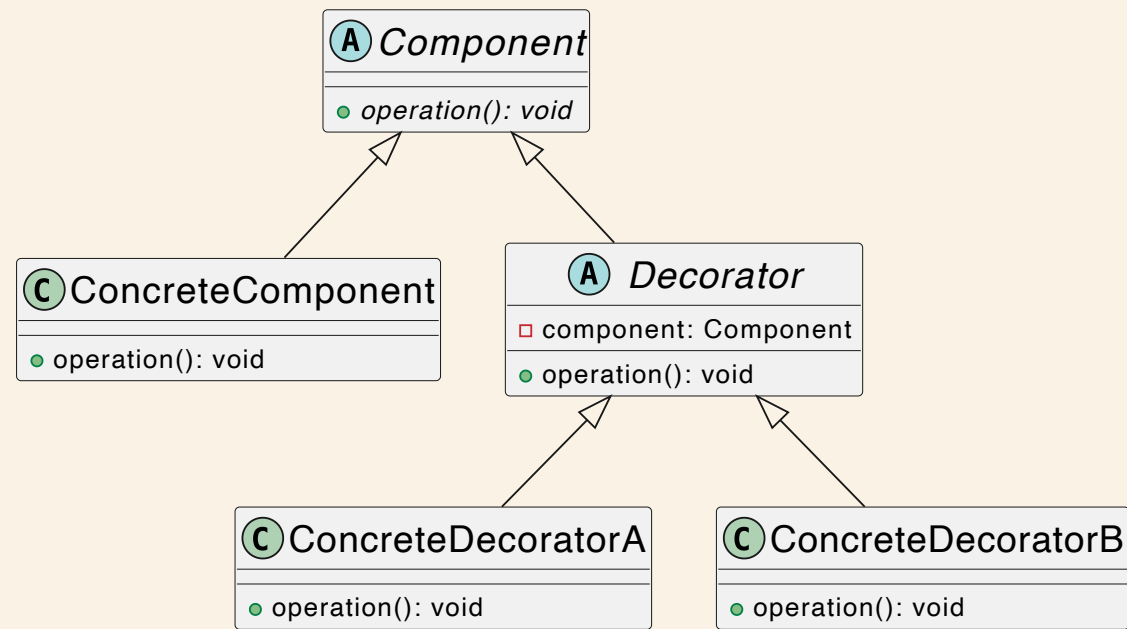 A Component
operation(): void
C ConcreteComponent
operation(): void
A Decorator
component: Component
operation(): void
C ConcreteDecoratorA
operation(): void
C ConcreteDecoratorB
operation(): void